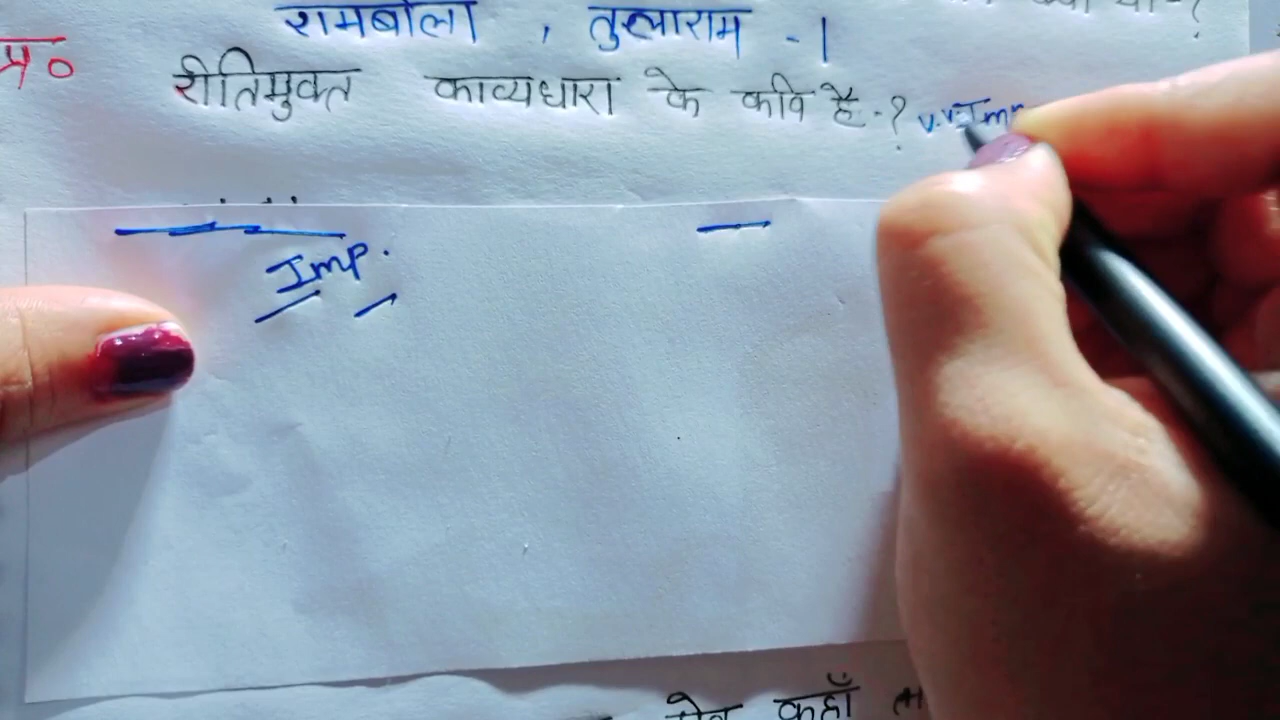 रामबोला , तुलाराम - ।
प्र० रीतिमुक्त काव्यधारा के कवि है - ? v.v.Imp
Imp.
कहाँ